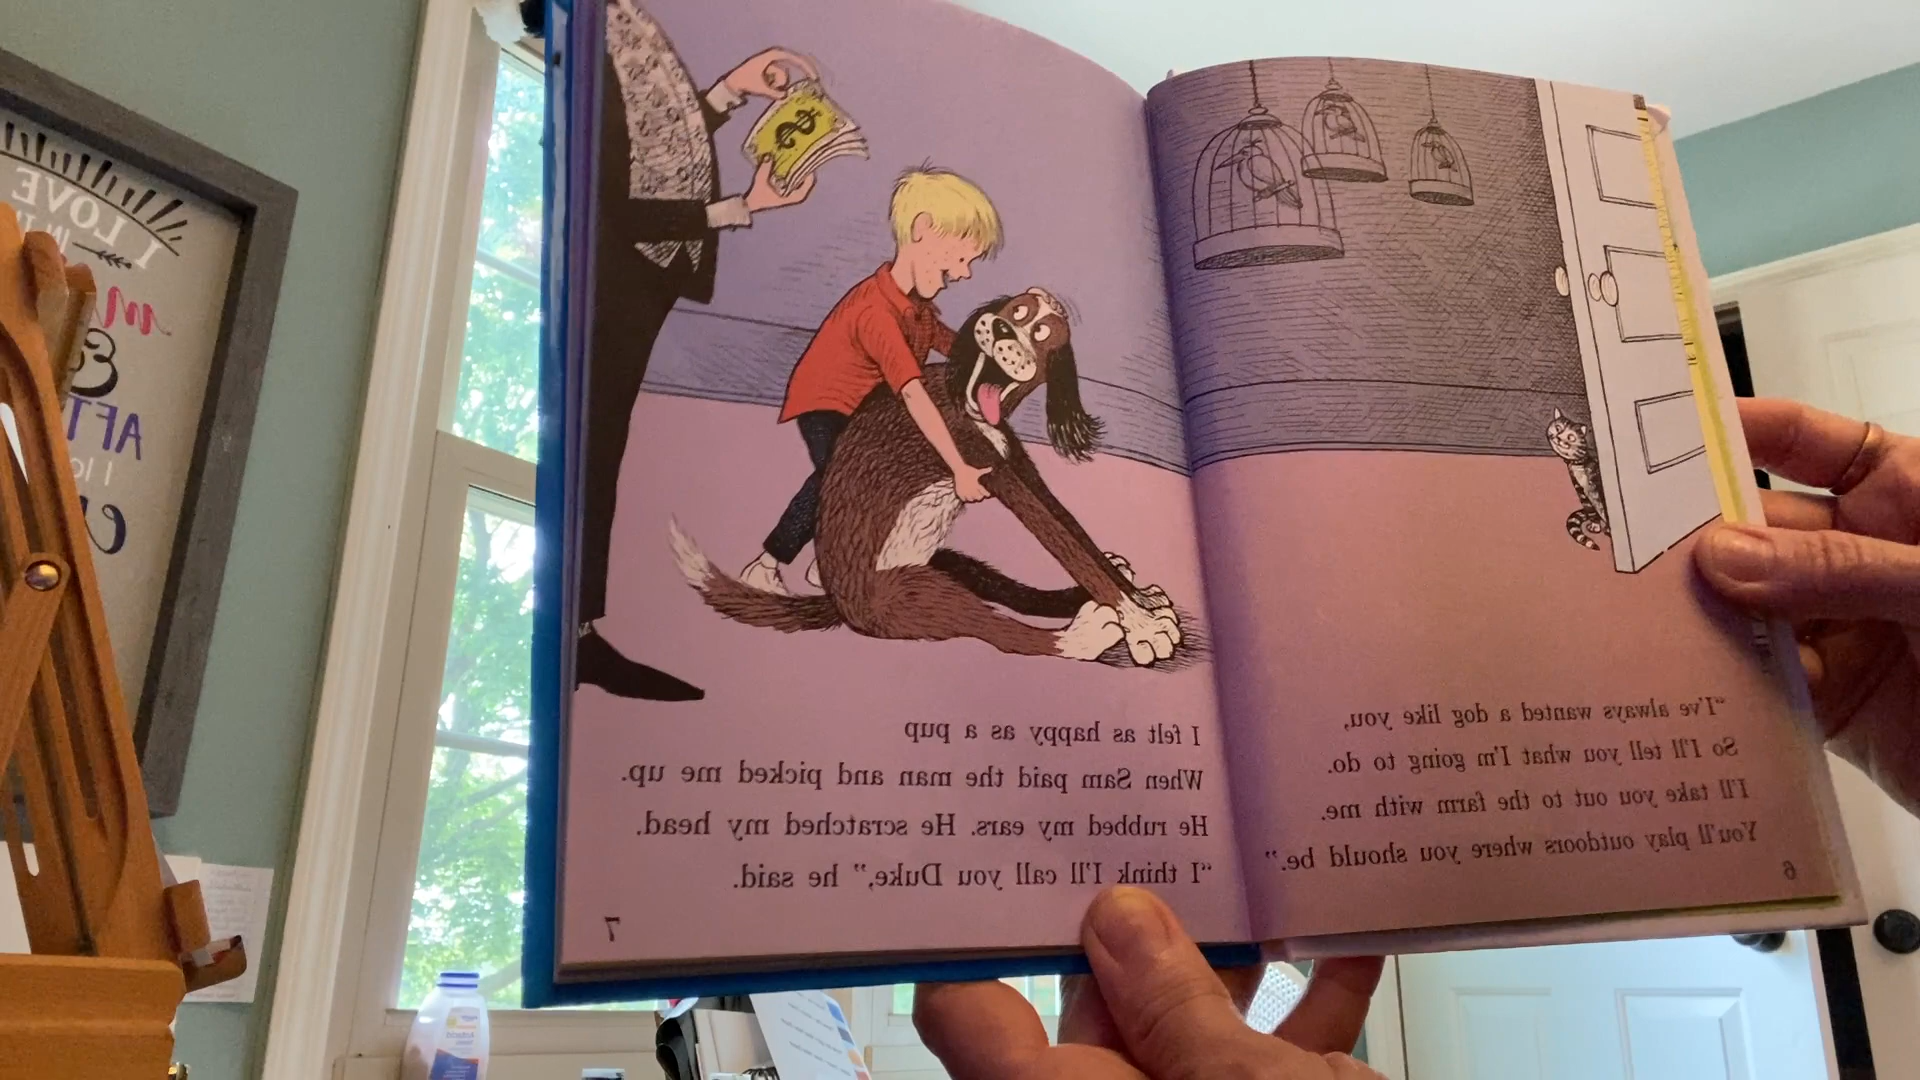 "I've always wanted a dog like you,
So I'll tell you what I'm going to do.
I'll take you out to the farm with me.
You'll play outdoors where you should be."
6
I felt as happy as a pup
When Sam paid the man and picked me up.
He rubbed my ears. He scratched my head.
"I think I'll call you Duke," he said.
7
$
I LOVE
&